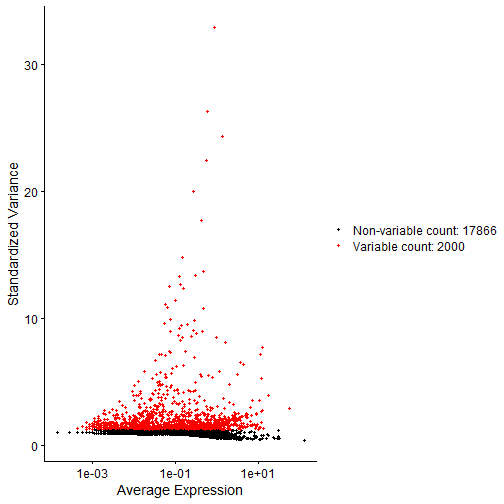 30
20
10
0
Standardized Variance
1e-03
1e-01
1e+01
Average Expression
Non-variable count: 17866
Variable count: 2000